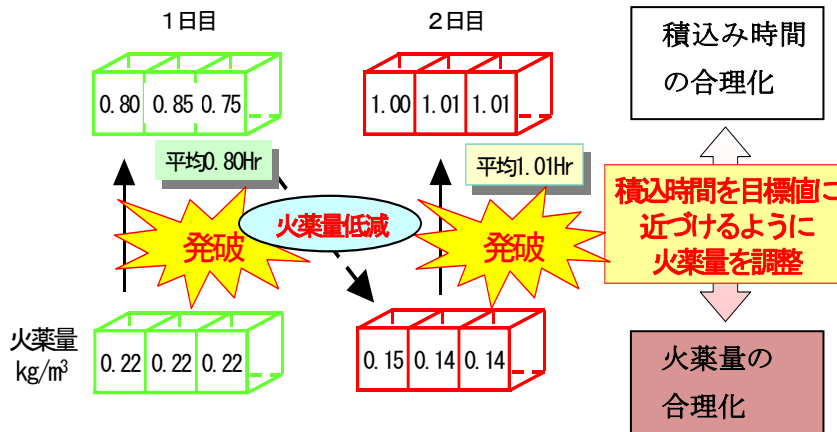 1日目
2日目
0.80 0.85 0.75
1.00 1.01 1.01
平均0.80Hr
平均1.01Hr
発破
火薬量低減
発破
火薬量
kg/m³
0.22 0.22 0.22
0.15 0.14 0.14
積込み時間
の合理化
積込時間を目標値に
近づけるように
火薬量を調整
火薬量の
合理化